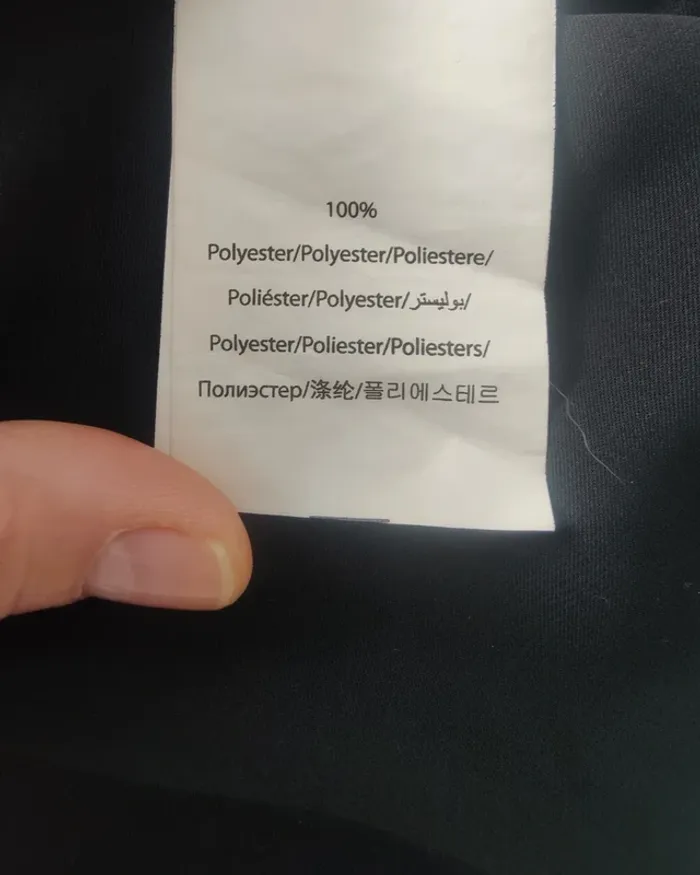 100%
Polyester/Polyester/Poliestere/
Poliéster/Polyester/بوليستر/
Polyester/Poliester/Poliesters/
Полиэстер/涤纶/폴리에스테르